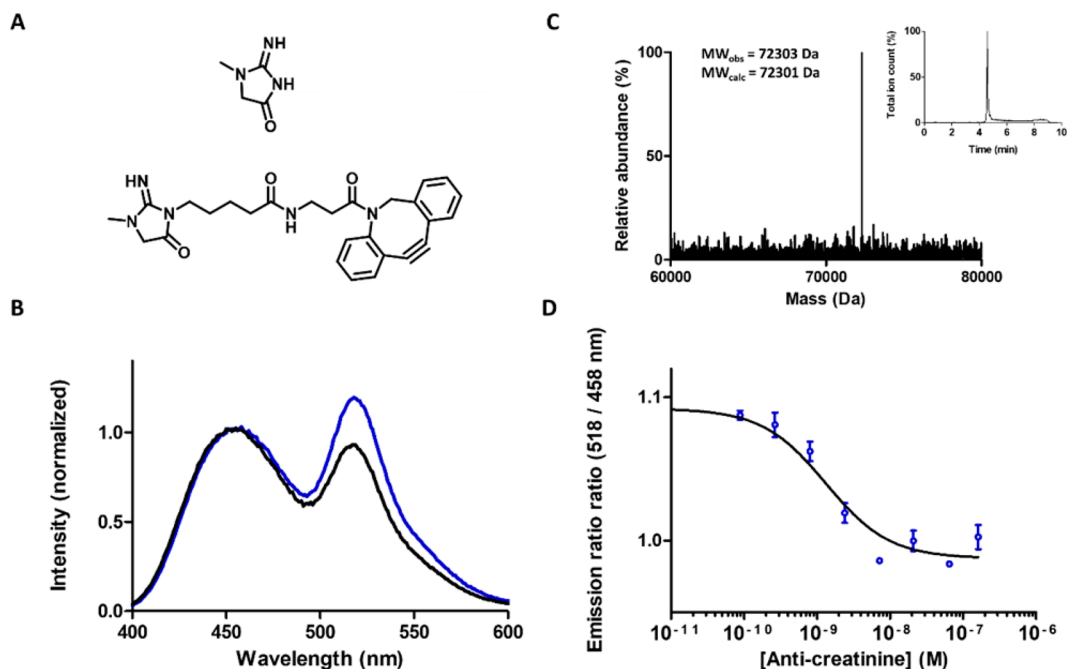 A
NH
N
NH
O
HN
N
N
O
O
N
H
O
N
B
Intensity (normalized)
1.0
0.5
0.0
400
450
500
550
600
Wavelength (nm)
C
Relative abundance (%)
100
50
0
60000
70000
80000
Mass (Da)
MWobs = 72303 Da
MWcalc = 72301 Da
Total ion count (%)
100
50
0
0
2
4
6
8
10
Time (min)
D
Emission ratio ratio (518 / 458 nm)
1.1
1.0
10-11
10-10
10-9
10-8
10-7
10-6
[Anti-creatinine] (M)